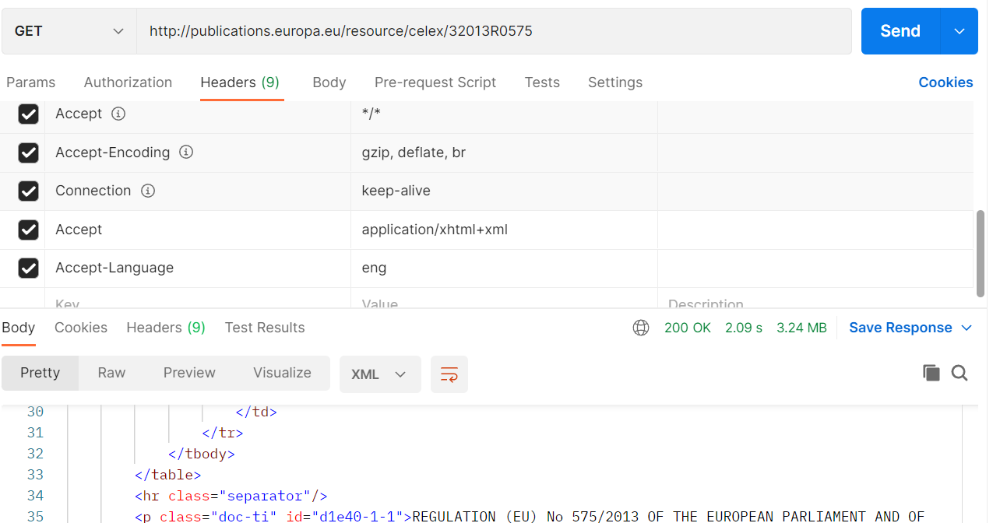 GET http://publications.europa.eu/resource/celex/32013R0575 Send
Params Authorization Headers (9) Body Pre-request Script Tests Settings Cookies
Accept */*
Accept-Encoding gzip, deflate, br
Connection keep-alive
Accept application/xhtml+xml
Accept-Language eng
Key Value Description
Body Cookies Headers (9) Test Results 200 OK 2.09 s 3.24 MB Save Response
Pretty Raw Preview Visualize XML
30 </td>
31 </tr>
32 </tbody>
33 </table>
34 <hr class="separator"/>
35 <p class="doc-ti" id="d1e40-1-1">REGULATION (EU) No 575/2013 OF THE EUROPEAN PARLIAMENT AND OF